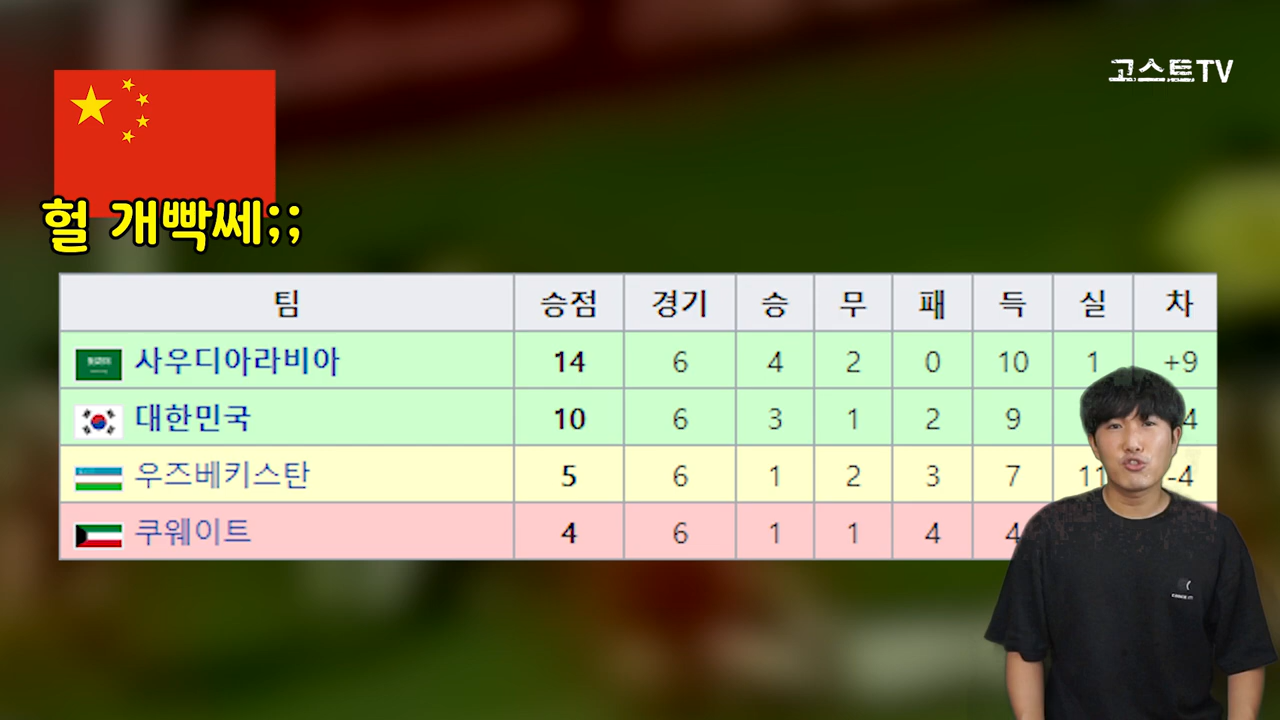 고스트TV
헐 개빡쎄;;
팀 승점 경기 승 무 패 득 실 차
사우디아라비아 14 6 4 2 0 10 1 +9
대한민국 10 6 3 1 2 9 4
우즈베키스탄 5 6 1 2 3 7 11 -4
쿠웨이트 4 6 1 1 4 4